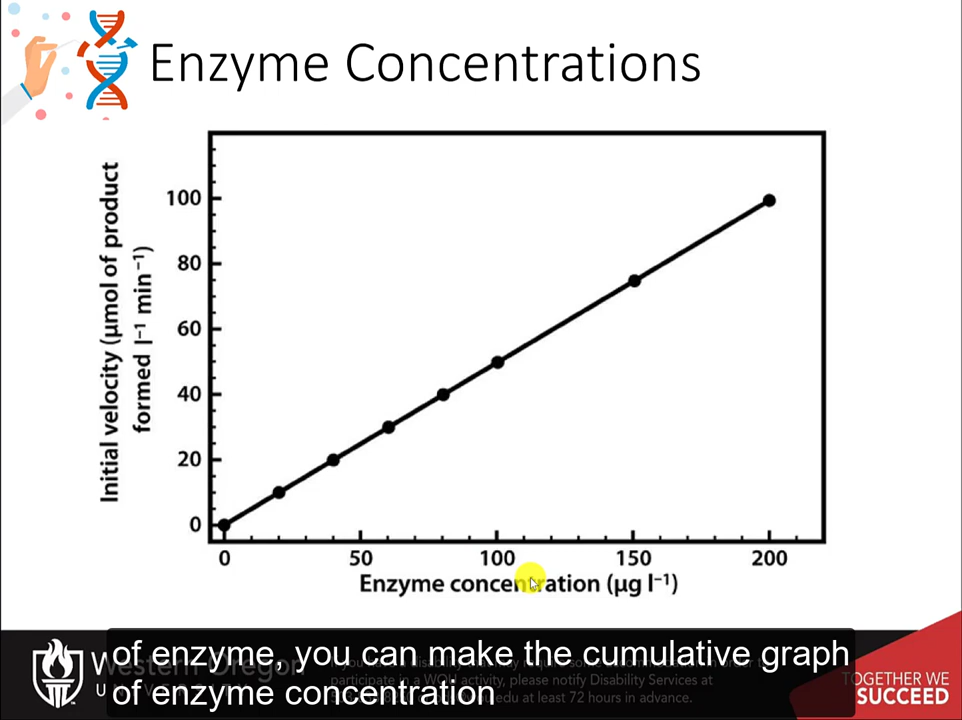 Enzyme Concentrations
Initial velocity (μmol of product
formed l⁻¹ min⁻¹)
100
80
60
40
20
0
0 50 100 150 200
Enzyme concentration (μg l⁻¹)
of enzyme, you can make the cumulative graph
of enzyme concentration
participate in a WOU activity, please notify Disability Services at
edu at least 72 hours in advance.
TOGETHER WE
SUCCEED